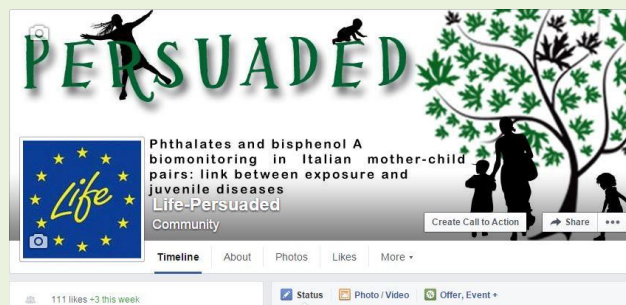 PERSUADED
Phthalates and bisphenol A
biomonitoring in Italian mother-child
pairs: link between exposure and
juvenile diseases
Life
Life-Persuaded
Community
Create Call to Action
Share
Timeline About Photos Likes More
111 likes +3 this week
Status Photo / Video Offer, Event +